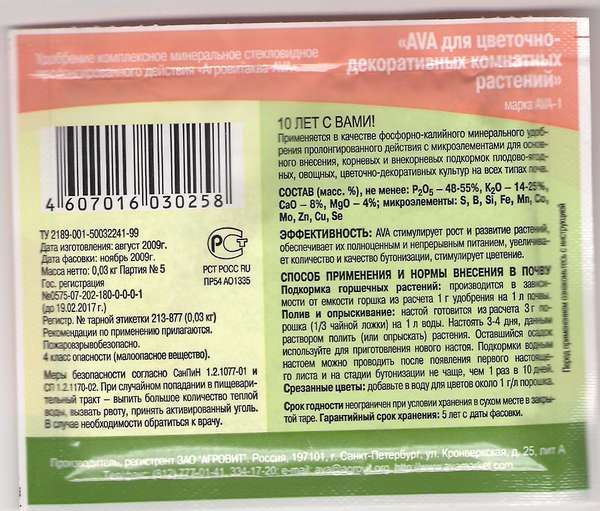 Удобрение комплексное минеральное стекловидное
пролонгированного действия «Агровитаква-AVA»
«AVA для цветочно-
декоративных комнатных
растений»
марка AVA-1
4 607016 030258
ТУ 2189-001-50032241-99
Дата изготовления: август 2009г.
Дата фасовки: ноябрь 2009г.
Масса нетто: 0,03 кг Партия № 5
Гос. регистрация
№0575-07-202-180-0-0-0-1
(до 19.02.2017 г.)
Регистр. № тарной этикетки 213-877 (0,03 кг)
Рекомендации по применению прилагаются.
Пожаровзрывобезопасно.
4 класс опасности (малоопасное вещество).
РСТ РОСС RU
ПР54 АО1335
Меры безопасности согласно СанПиН 1.2.1077-01 и
СП 1.2.1170-02. При случайном попадании в пищевари-
тельный тракт – выпить большое количество теплой
воды, вызвать рвоту, принять активированный уголь.
В случае необходимости обратиться к врачу.
10 ЛЕТ С ВАМИ!
Применяется в качестве фосфорно-калийного минерального удоб-
рения пролонгированного действия с микроэлементами для основ-
ного внесения, корневых и внекорневых подкормок плодово-ягод-
ных, овощных, цветочно-декоративных культур на всех типах почв.
СОСТАВ (масс. %), не менее: P₂O₅ – 48-55%, K₂O – 14-25%,
CaO – 8%, MgO – 4%; микроэлементы: S, B, Si, Fe, Mn, Co,
Mo, Zn, Cu, Se
ЭФФЕКТИВНОСТЬ: AVA стимулирует рост и развитие растений,
обеспечивает их полноценным и непрерывным питанием, увеличива-
ет количество и качество бутонизации, стимулирует цветение.
СПОСОБ ПРИМЕНЕНИЯ И НОРМЫ ВНЕСЕНИЯ В ПОЧВУ
Подкормка горшечных растений: производится в зависи-
мости от емкости горшка из расчета 1 г удобрения на 1 л почвы.
Полив и опрыскивание: настой готовится из расчета 3 г по-
рошка (1/3 чайной ложки) на 1 л воды. Настоять 3-4 дня, данным
раствором полить (или опрыскать) растения. Оставшийся осадок
используйте для приготовления нового настоя. Подкормки водным
настоем можно проводить после появления первого настояще-
го листа и на стадии бутонизации не чаще, чем 1 раз в 10 дней.
Срезанные цветы: добавьте в воду для цветов около 1 г/л порошка.
Срок годности неограничен при условии хранения в сухом месте в закры-
той таре. Гарантийный срок хранения: 5 лет с даты фасовки.
Перед применением ознакомьтесь с инструкцией
Производитель, регистрант ЗАО "АГРОВИТ". Россия, 197101, г. Санкт-Петербург, ул. Кронверкская, д. 25, лит А
(812) 777-01-41, 334-17-20; e-mail: ava@agrovit.org, http://www.avamarket.com